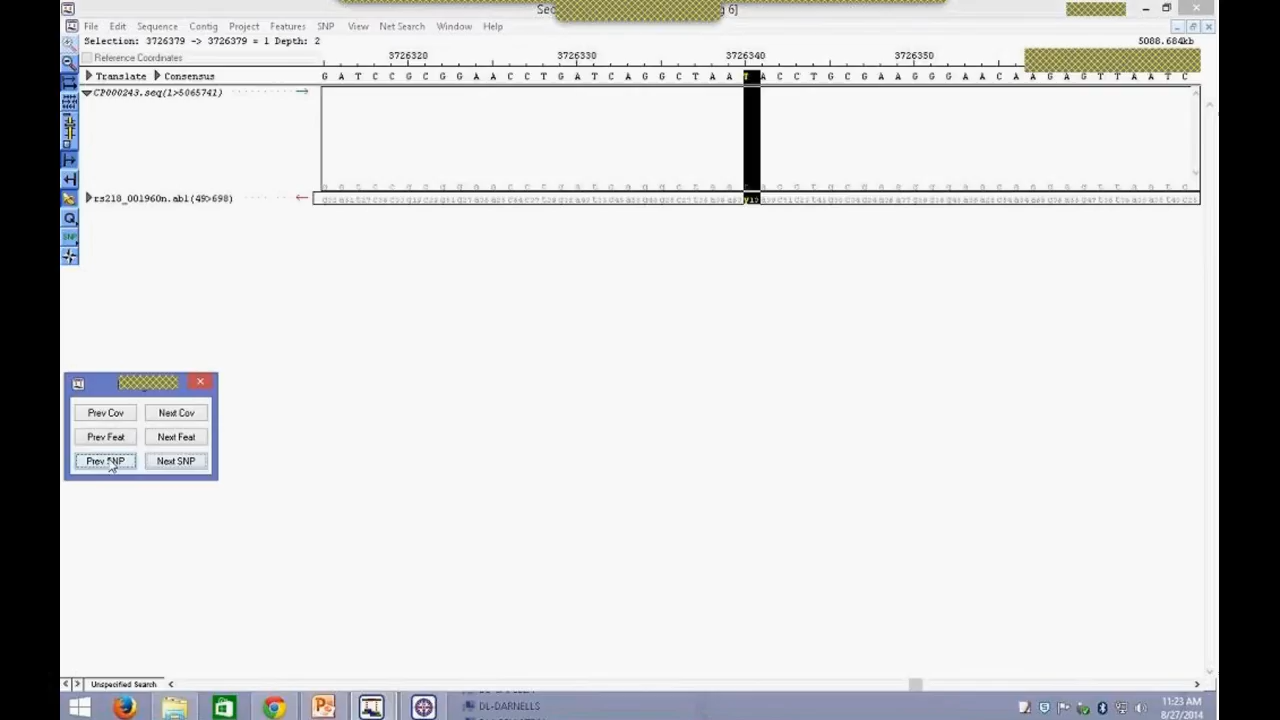 Se
g 6]
File Edit Sequence Contig Project Features SNP View Net Search Window Help
Selection: 3726379 -> 3726379 = 1 Depth: 2
5088.684kb
Reference Coordinates
3726320 3726330 3726340 3726350
Translate Consensus
G A T C C G C G G A A C C T G A T C A G G C T A A T A C C T G C G A A G G G A A C A A G A G T T A A T C
CP000243.seq(1>5065741)
rs218_001960n.ab1(49>698)
Prev Cov Next Cov
Prev Feat Next Feat
Prev SNP Next SNP
Unspecified Search
DL-DARNELLS
11:23 AM
8/27/2014